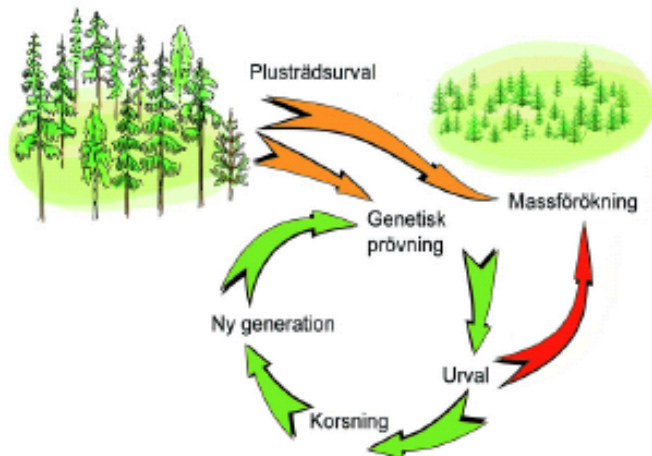 Plusträdsurval
Massförökning
Genetisk
prövning
Ny generation
Urval
Korsning